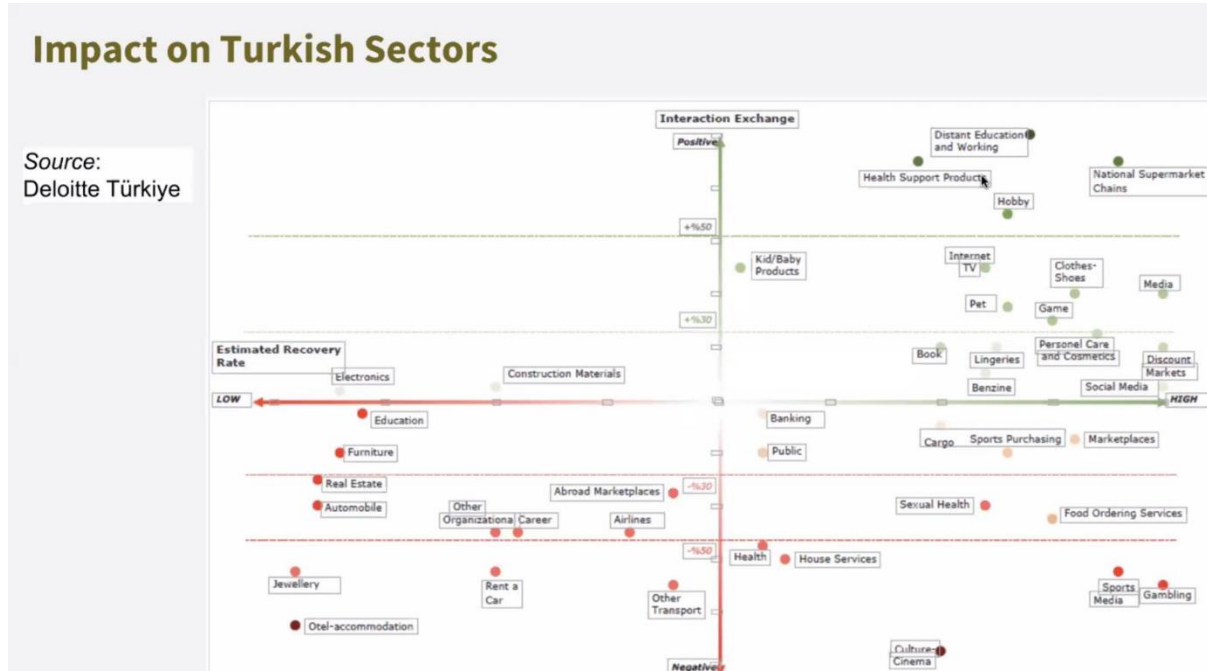 Impact on Turkish Sectors
Source:
Deloitte Türkiye
Interaction Exchange
Positive
Distant Education
and Working
Health Support Products
National Supermarket
Chains
Hobby
+%50
Kid/Baby
Products
Internet
TV
Clothes-
Shoes
Media
Pet
Game
+%30
Estimated Recovery
Rate
Book
Lingeries
Personel Care
and Cosmetics
Discount
Markets
Electronics
Construction Materials
Benzine
Social Media
LOW
HIGH
Education
Banking
Furniture
Public
Cargo
Sports Purchasing
Marketplaces
Real Estate
Abroad Marketplaces
-%30
Automobile
Other
Organizational
Career
Airlines
Sexual Health
Food Ordering Services
-%50
Health
House Services
Jewellery
Rent a
Car
Other
Transport
Sports
Media
Gambling
Otel-accommodation
Culture-
Cinema
Negative